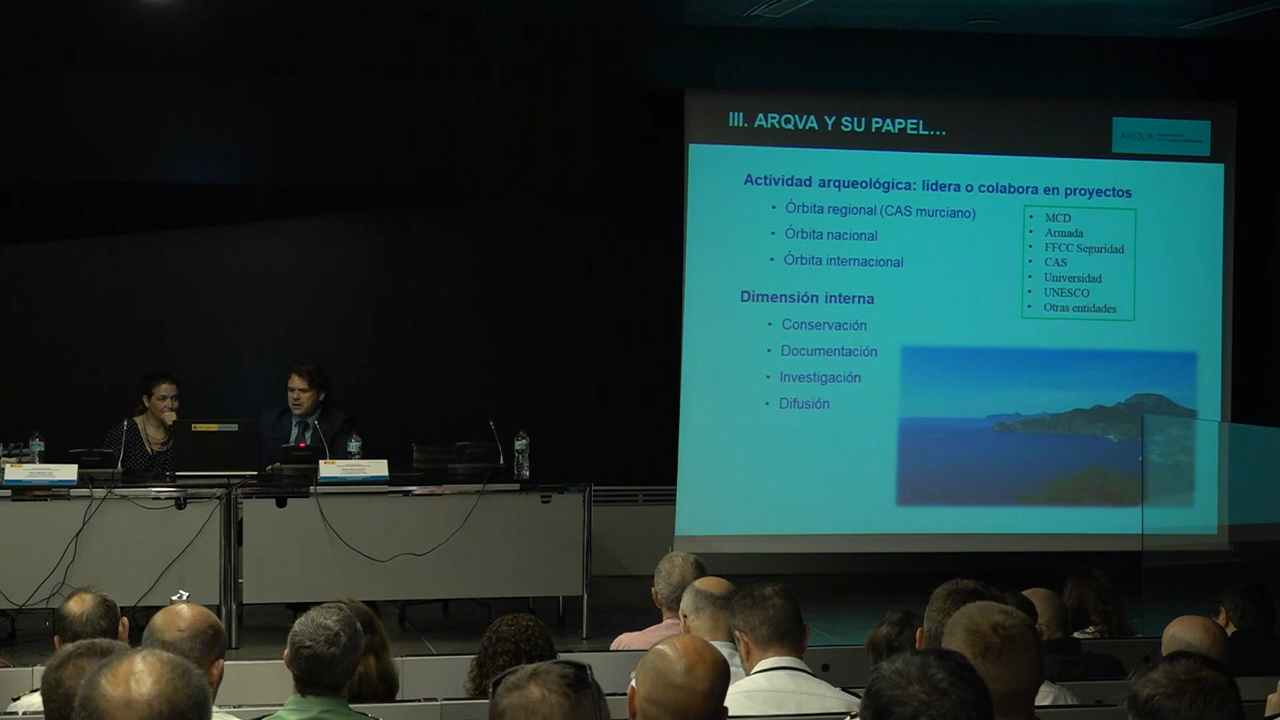 III. ARQVA Y SU PAPEL...
ARQVA
Actividad arqueológica: lidera o colabora en proyectos
• Órbita regional (CAS murciano)
• Órbita nacional
• Órbita internacional
• MCD
• Armada
• FFCC Seguridad
• CAS
• Universidad
• UNESCO
• Otras entidades
Dimensión interna
• Conservación
• Documentación
• Investigación
• Difusión